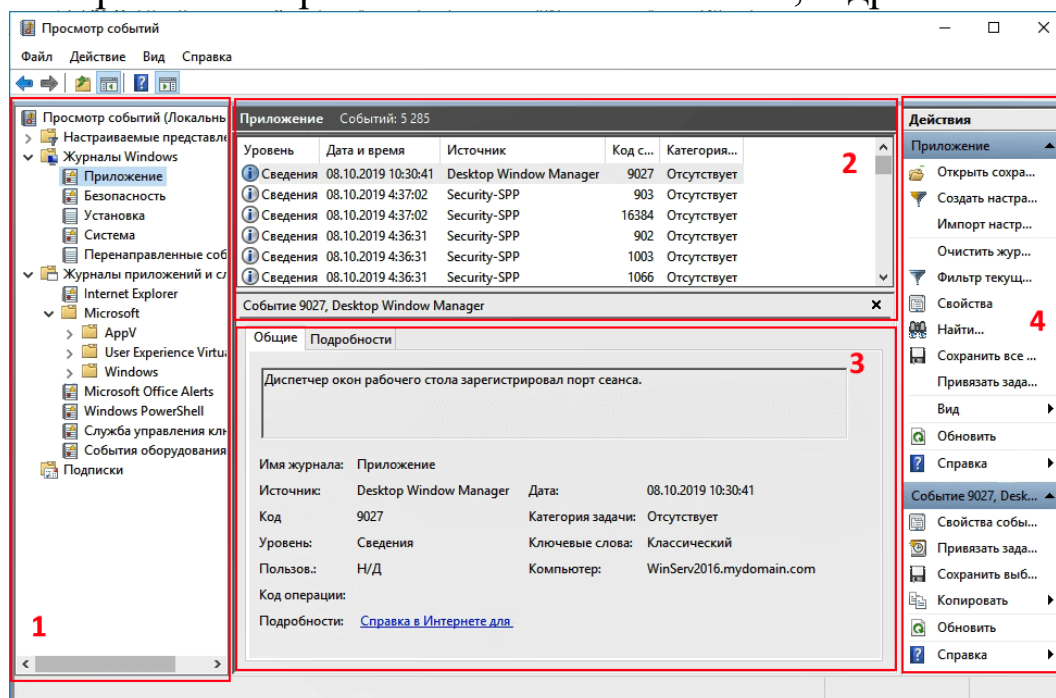 Просмотр событий
Файл Действие Вид Справка
Просмотр событий (Локальны
Настраиваемые представле
Журналы Windows
Приложение
Безопасность
Установка
Система
Перенаправленные соб
Журналы приложений и сл
Internet Explorer
Microsoft
AppV
User Experience Virtua
Windows
Microsoft Office Alerts
Windows PowerShell
Служба управления клю
События оборудования
Подписки
1
Приложение Событий: 5 285
Уровень Дата и время Источник Код с... Категория...
2
Сведения 08.10.2019 10:30:41 Desktop Window Manager 9027 Отсутствует
Сведения 08.10.2019 4:37:02 Security-SPP 903 Отсутствует
Сведения 08.10.2019 4:37:02 Security-SPP 16384 Отсутствует
Сведения 08.10.2019 4:36:31 Security-SPP 902 Отсутствует
Сведения 08.10.2019 4:36:31 Security-SPP 1003 Отсутствует
Сведения 08.10.2019 4:36:31 Security-SPP 1066 Отсутствует
Событие 9027, Desktop Window Manager
Общие Подробности
3
Диспетчер окон рабочего стола зарегистрировал порт сеанса.
Имя журнала: Приложение
Источник: Desktop Window Manager Дата: 08.10.2019 10:30:41
Код 9027 Категория задачи: Отсутствует
Уровень: Сведения Ключевые слова: Классический
Пользов.: Н/Д Компьютер: WinServ2016.mydomain.com
Код операции:
Подробности: Справка в Интернете для
Действия
Приложение
Открыть сохра...
Создать настра...
Импорт настр...
Очистить жур...
Фильтр текущ...
Свойства
4
Найти...
Сохранить все ...
Привязать зада...
Вид
Обновить
Справка
Событие 9027, Desk...
Свойства собы...
Привязать зада...
Сохранить выб...
Копировать
Обновить
Справка